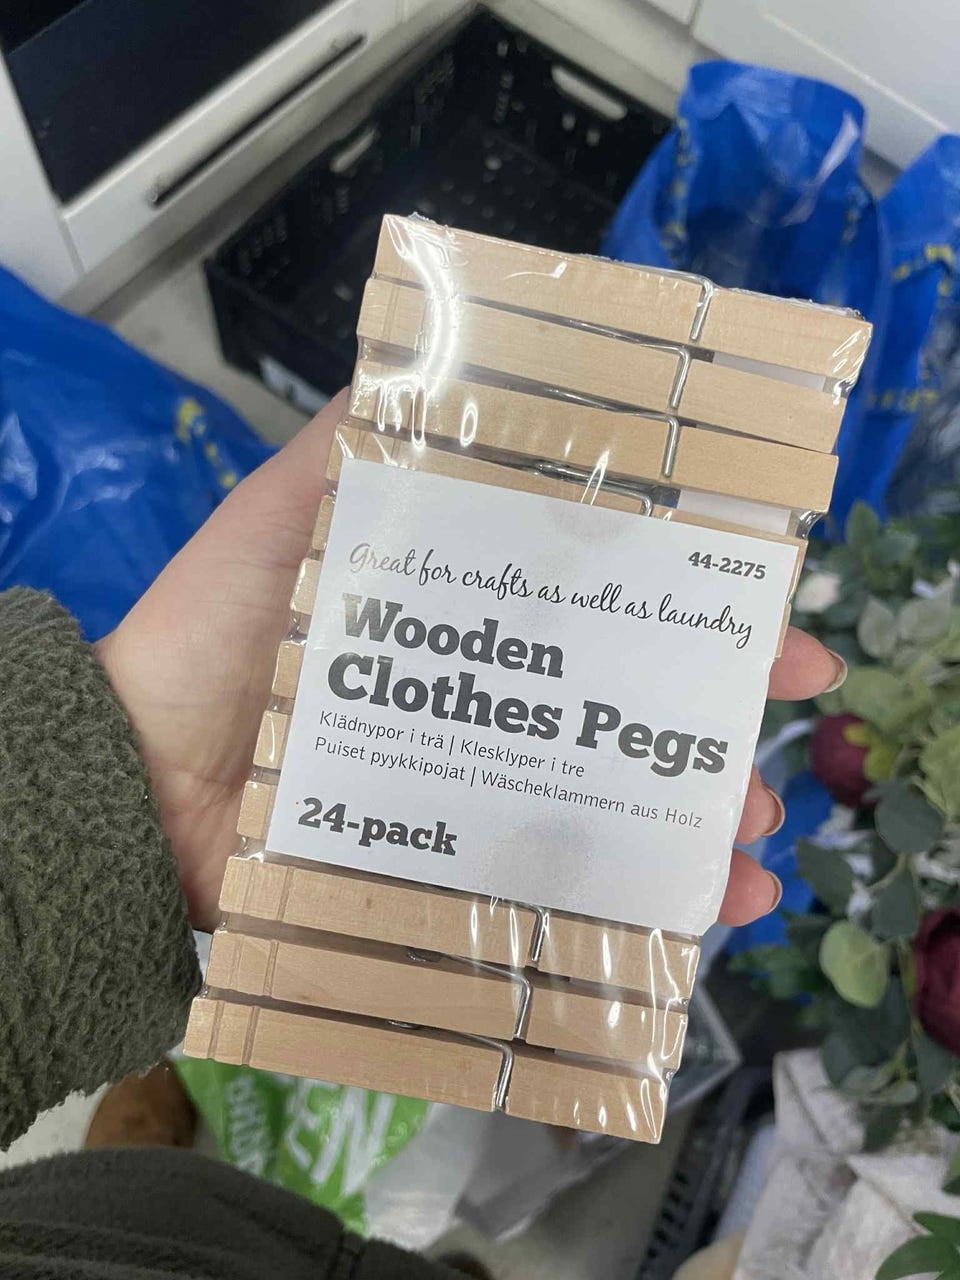 44-2275
Great for crafts as well as laundry
Wooden
Clothes Pegs
Klädnypor i trä | Klesklyper i tre
Puiset pyykkipojat | Wäscheklammern aus Holz
24-pack